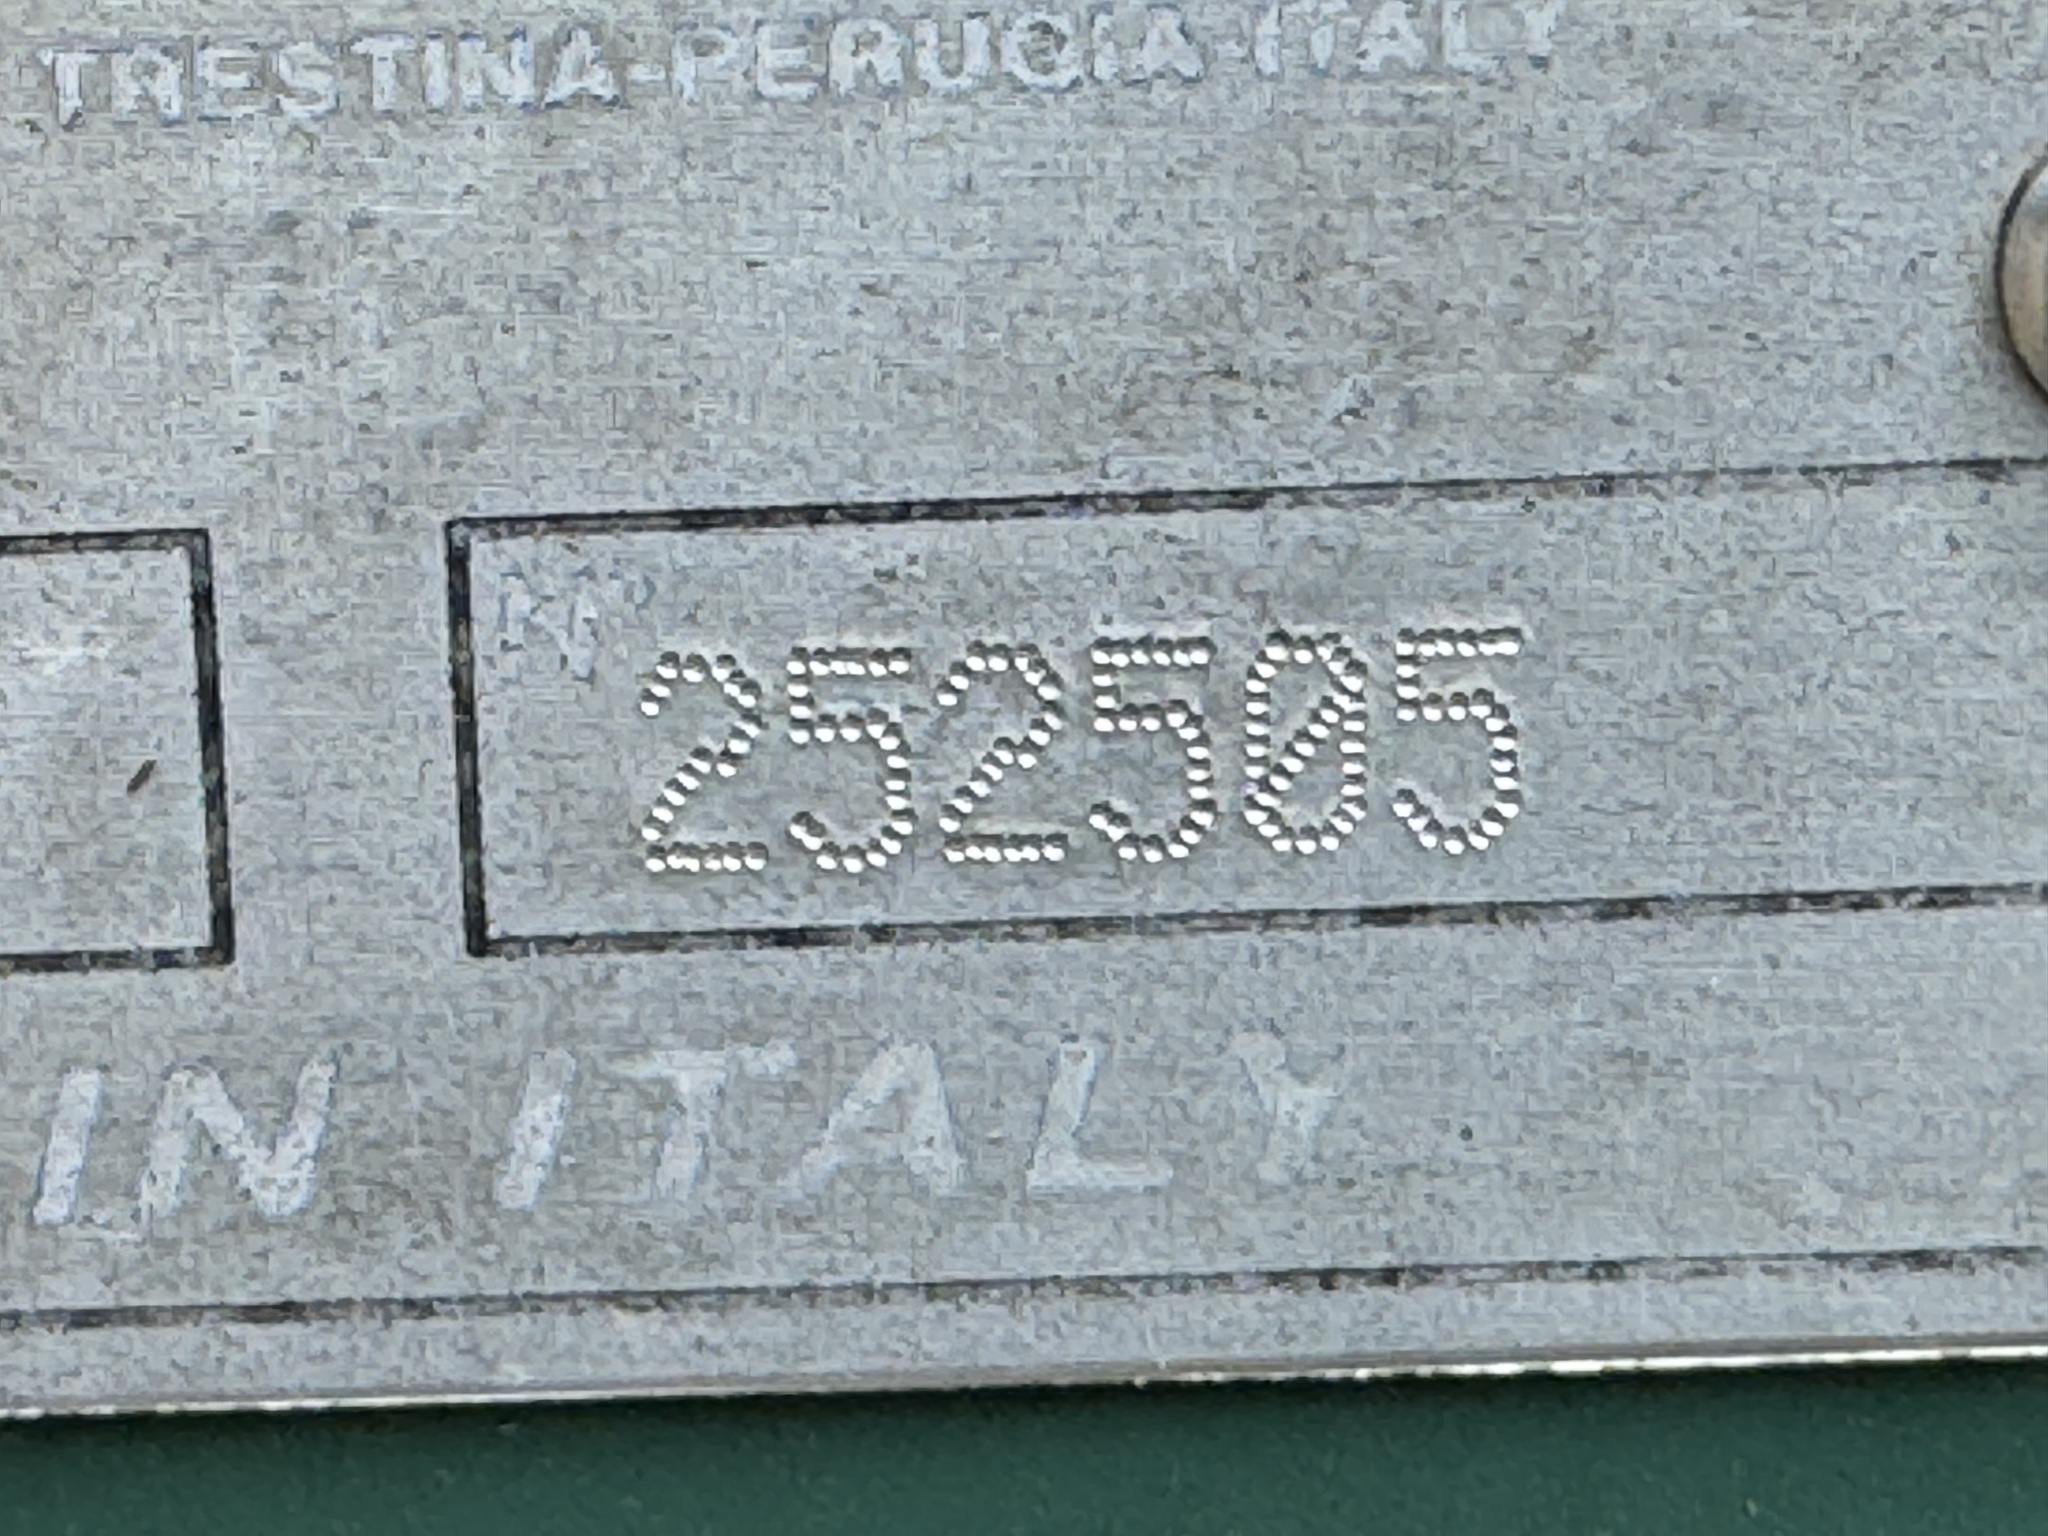 TRESTINA-PERUGIA-ITALY
N° 252505
IN ITALY